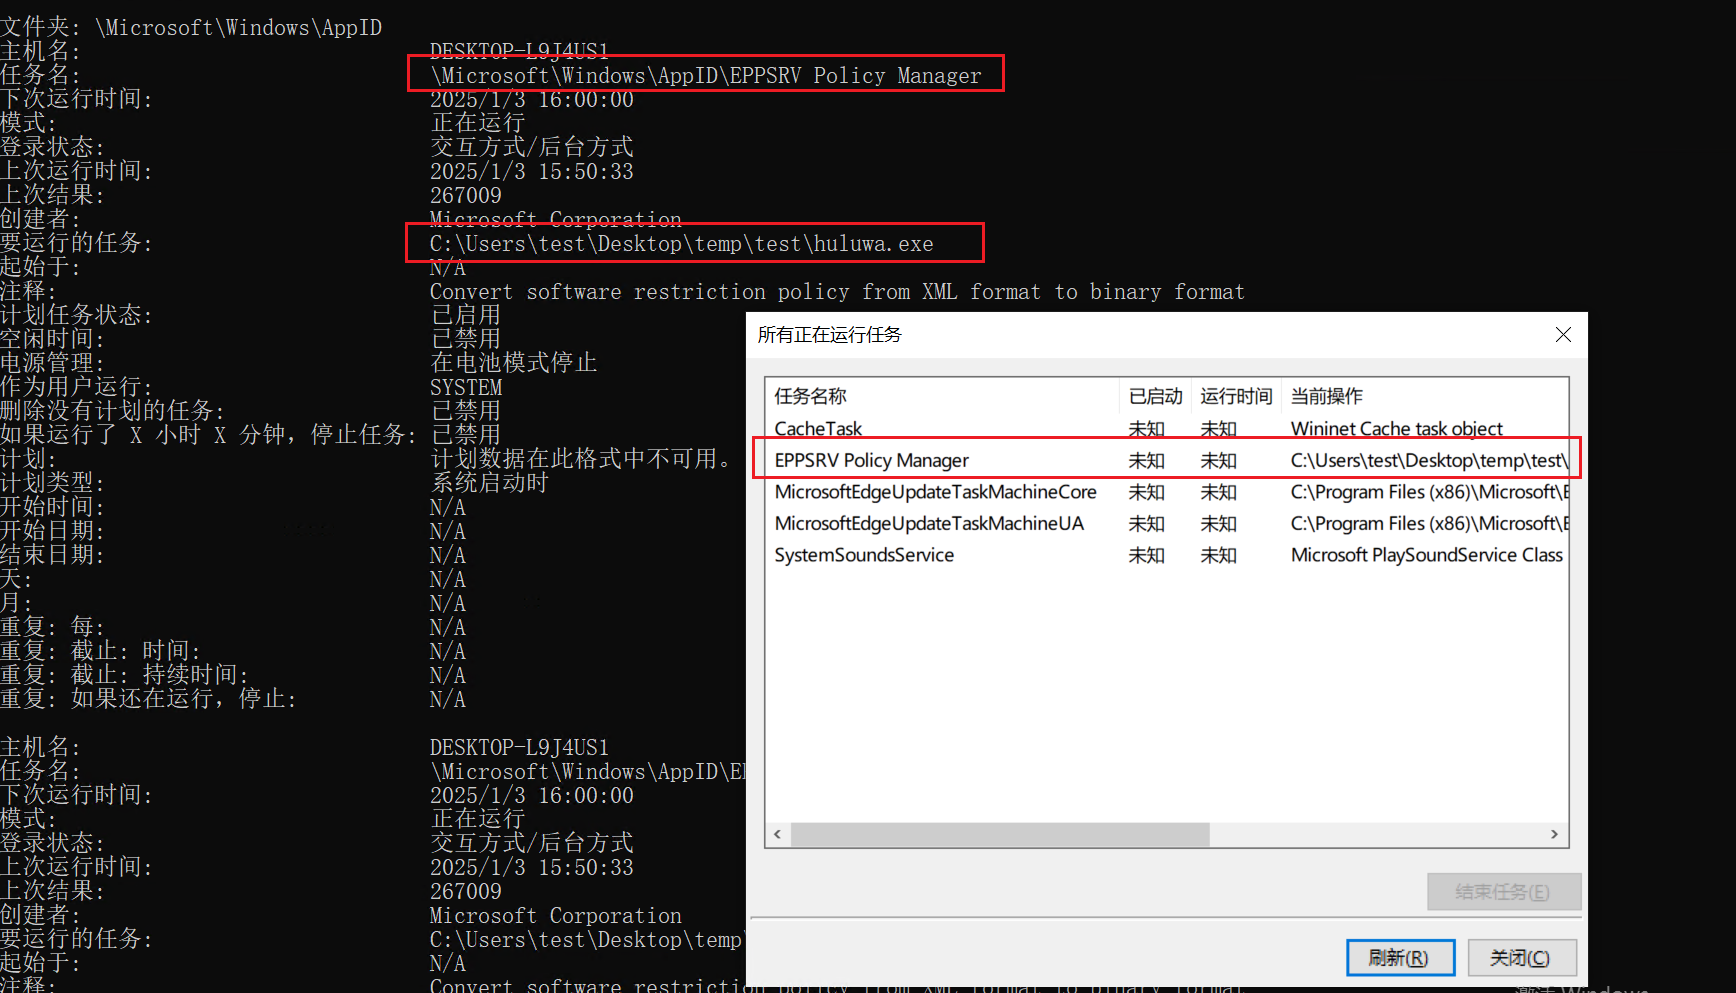 文件夹: \Microsoft\Windows\AppID
主机名: DESKTOP-L9J4US1
任务名: \Microsoft\Windows\AppID\EPPSRV Policy Manager
下次运行时间: 2025/1/3 16:00:00
模式: 正在运行
登录状态: 交互方式/后台方式
上次运行时间: 2025/1/3 15:50:33
上次结果: 267009
创建者: Microsoft Corporation
要运行的任务: C:\Users\test\Desktop\temp\test\huluwa.exe
起始于: N/A
注释: Convert software restriction policy from XML format to binary format
计划任务状态: 已启用
空闲时间: 已禁用
电源管理: 在电池模式停止
作为用户运行: SYSTEM
删除没有计划的任务: 已禁用
如果运行了 X 小时 X 分钟，停止任务: 已禁用
计划: 计划数据在此格式中不可用。
计划类型: 系统启动时
开始时间: N/A
开始日期: N/A
结束日期: N/A
天: N/A
月: N/A
重复: 每: N/A
重复: 截止: 时间: N/A
重复: 截止: 持续时间: N/A
重复: 如果还在运行，停止: N/A
主机名: DESKTOP-L9J4US1
任务名: \Microsoft\Windows\AppID\E
下次运行时间: 2025/1/3 16:00:00
模式: 正在运行
登录状态: 交互方式/后台方式
上次运行时间: 2025/1/3 15:50:33
上次结果: 267009
创建者: Microsoft Corporation
要运行的任务: C:\Users\test\Desktop\temp
起始于: N/A
注释: Convert software restriction policy from XML format to binary format
所有正在运行任务
任务名称 已启动 运行时间 当前操作
CacheTask 未知 未知 Wininet Cache task object
EPPSRV Policy Manager 未知 未知 C:\Users\test\Desktop\temp\test\
MicrosoftEdgeUpdateTaskMachineCore 未知 未知 C:\Program Files (x86)\Microsoft\E
MicrosoftEdgeUpdateTaskMachineUA 未知 未知 C:\Program Files (x86)\Microsoft\E
SystemSoundsService 未知 未知 Microsoft PlaySoundService Class
结束任务(E)
刷新(R) 关闭(C)
激活 Windows